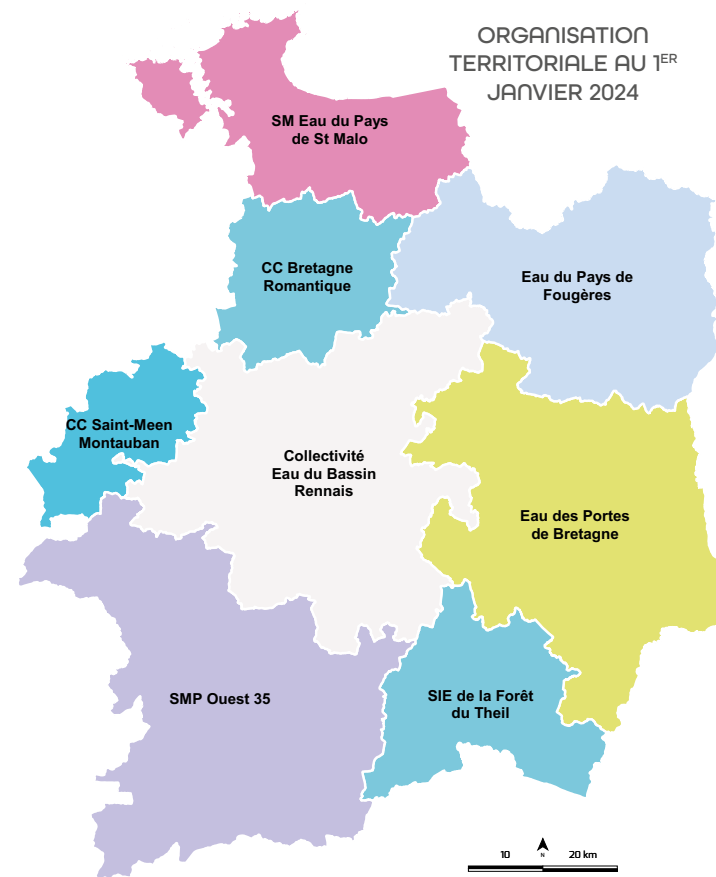 ORGANISATION
TERRITORIALE AU 1ER
JANVIER 2024
SM Eau du Pays
de St Malo
CC Bretagne
Romantique
Eau du Pays de
Fougères
CC Saint-Meen
Montauban
Collectivité
Eau du Bassin
Rennais
Eau des Portes
de Bretagne
SMP Ouest 35
SIE de la Forêt
du Theil
10 N 20 km